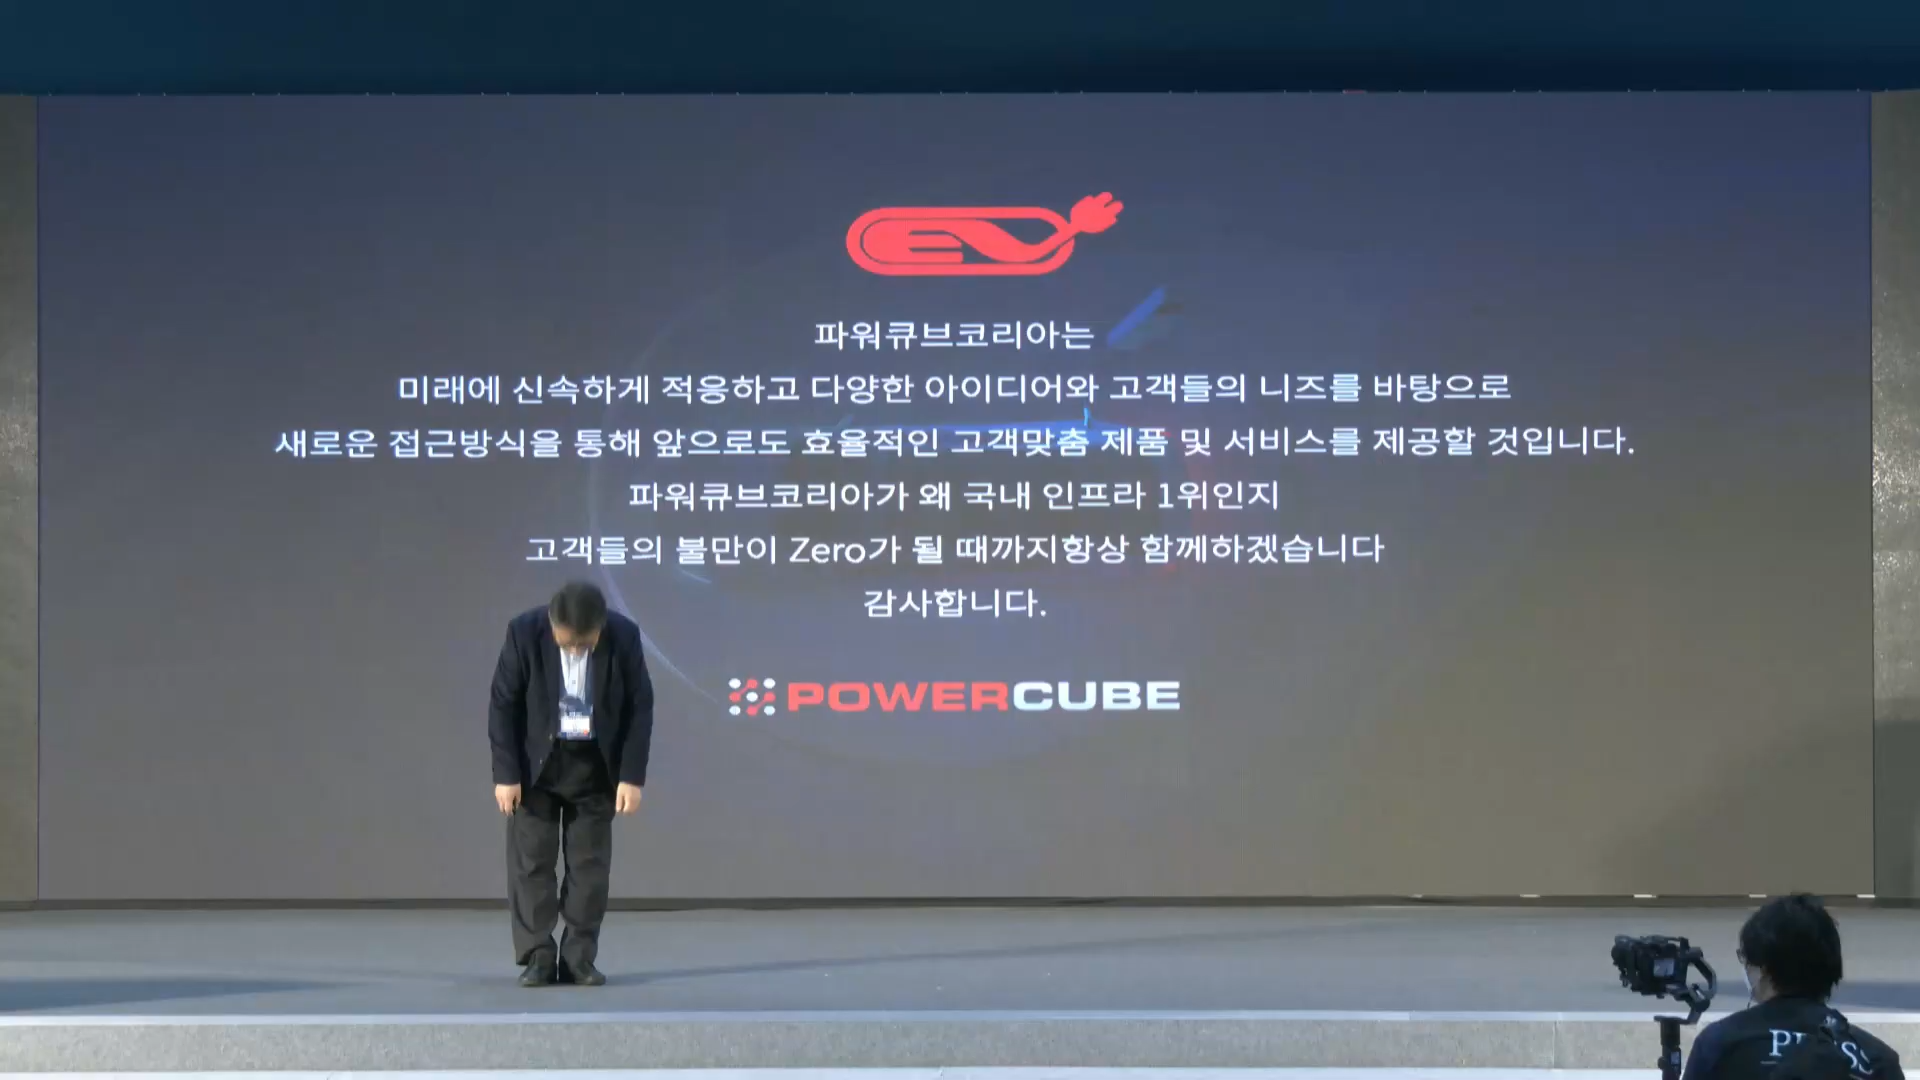 EV
파워큐브코리아는
미래에 신속하게 적응하고 다양한 아이디어와 고객들의 니즈를 바탕으로
새로운 접근방식을 통해 앞으로도 효율적인 고객맞춤 제품 및 서비스를 제공할 것입니다.
파워큐브코리아가 왜 국내 인프라 1위인지
고객들의 불만이 Zero가 될 때까지항상 함께하겠습니다
감사합니다.
POWERCUBE